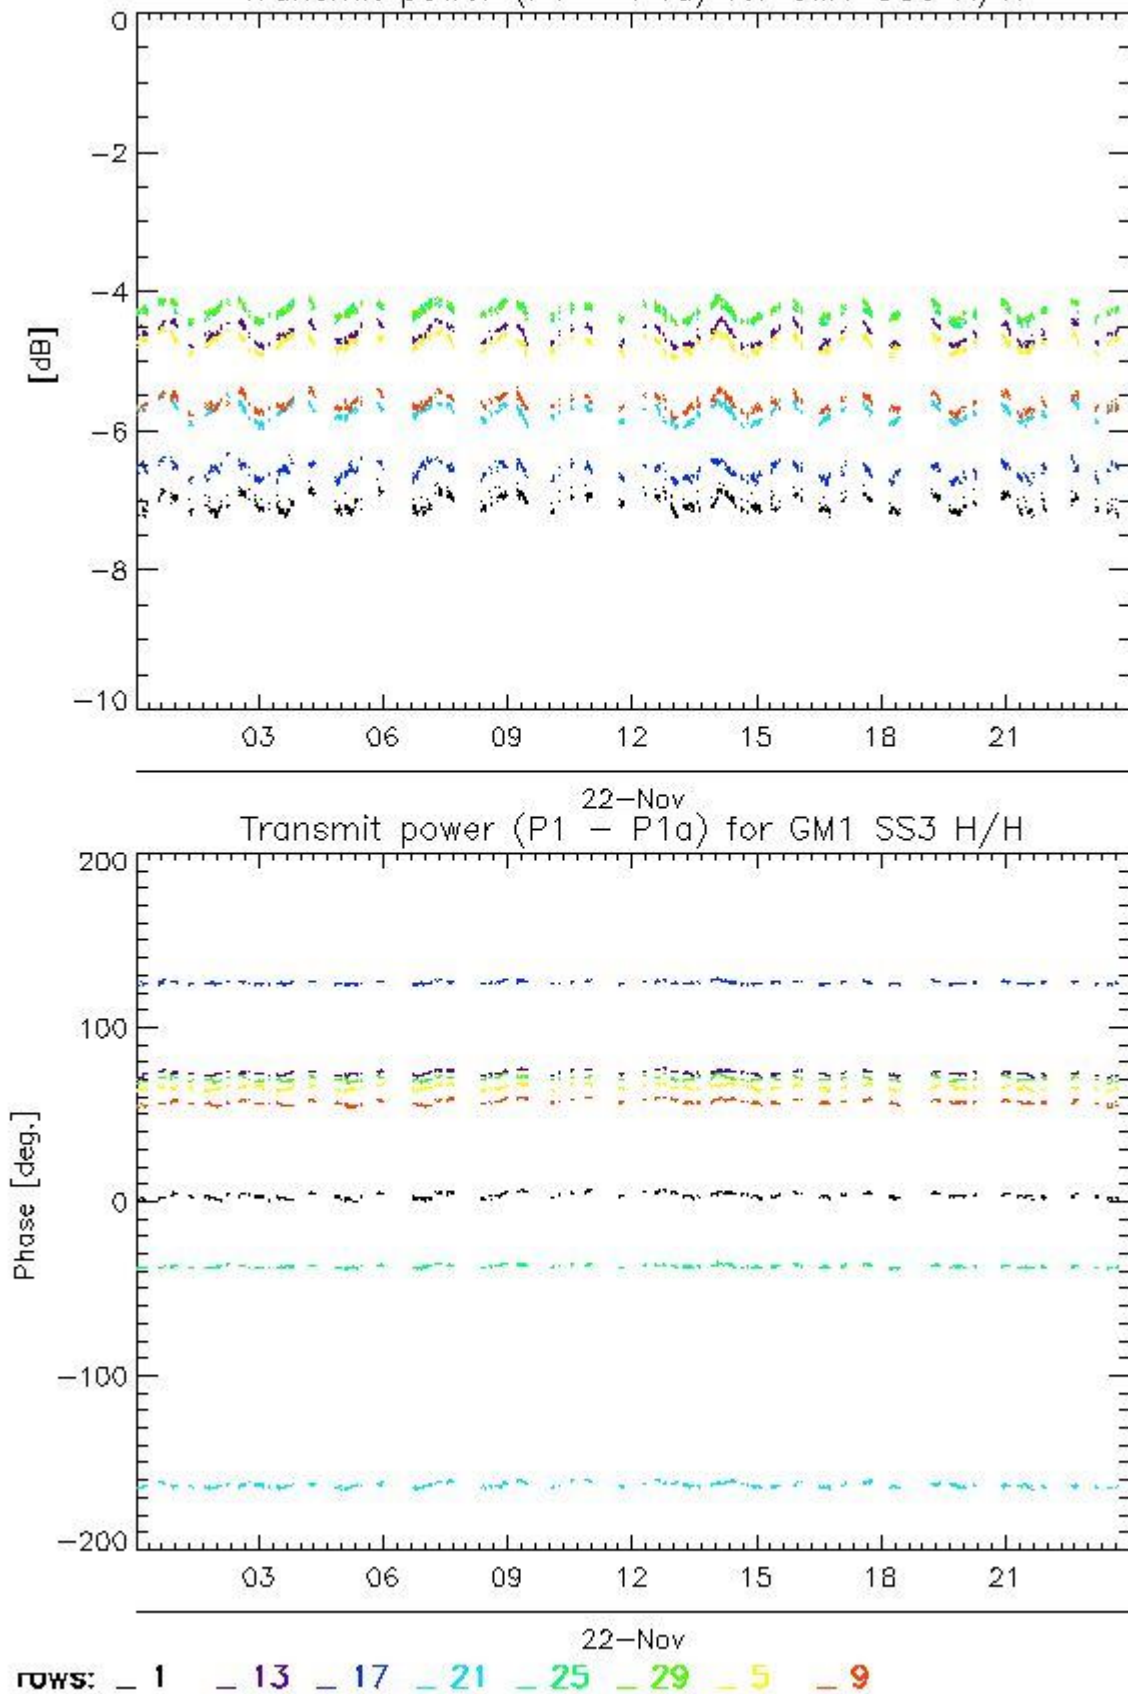 0
−2
−4
[dB]
−6
−8
−10
03 06 09 12 15 18 21
22−Nov
Transmit power (P1 − P1a) for GM1 SS3 H/H
200
100
Phase [deg.]
0
−100
−200
03 06 09 12 15 18 21
22−Nov
rows: _ 1 _ 13 _ 17 _ 21 _ 25 _ 29 _ 5 _ 9